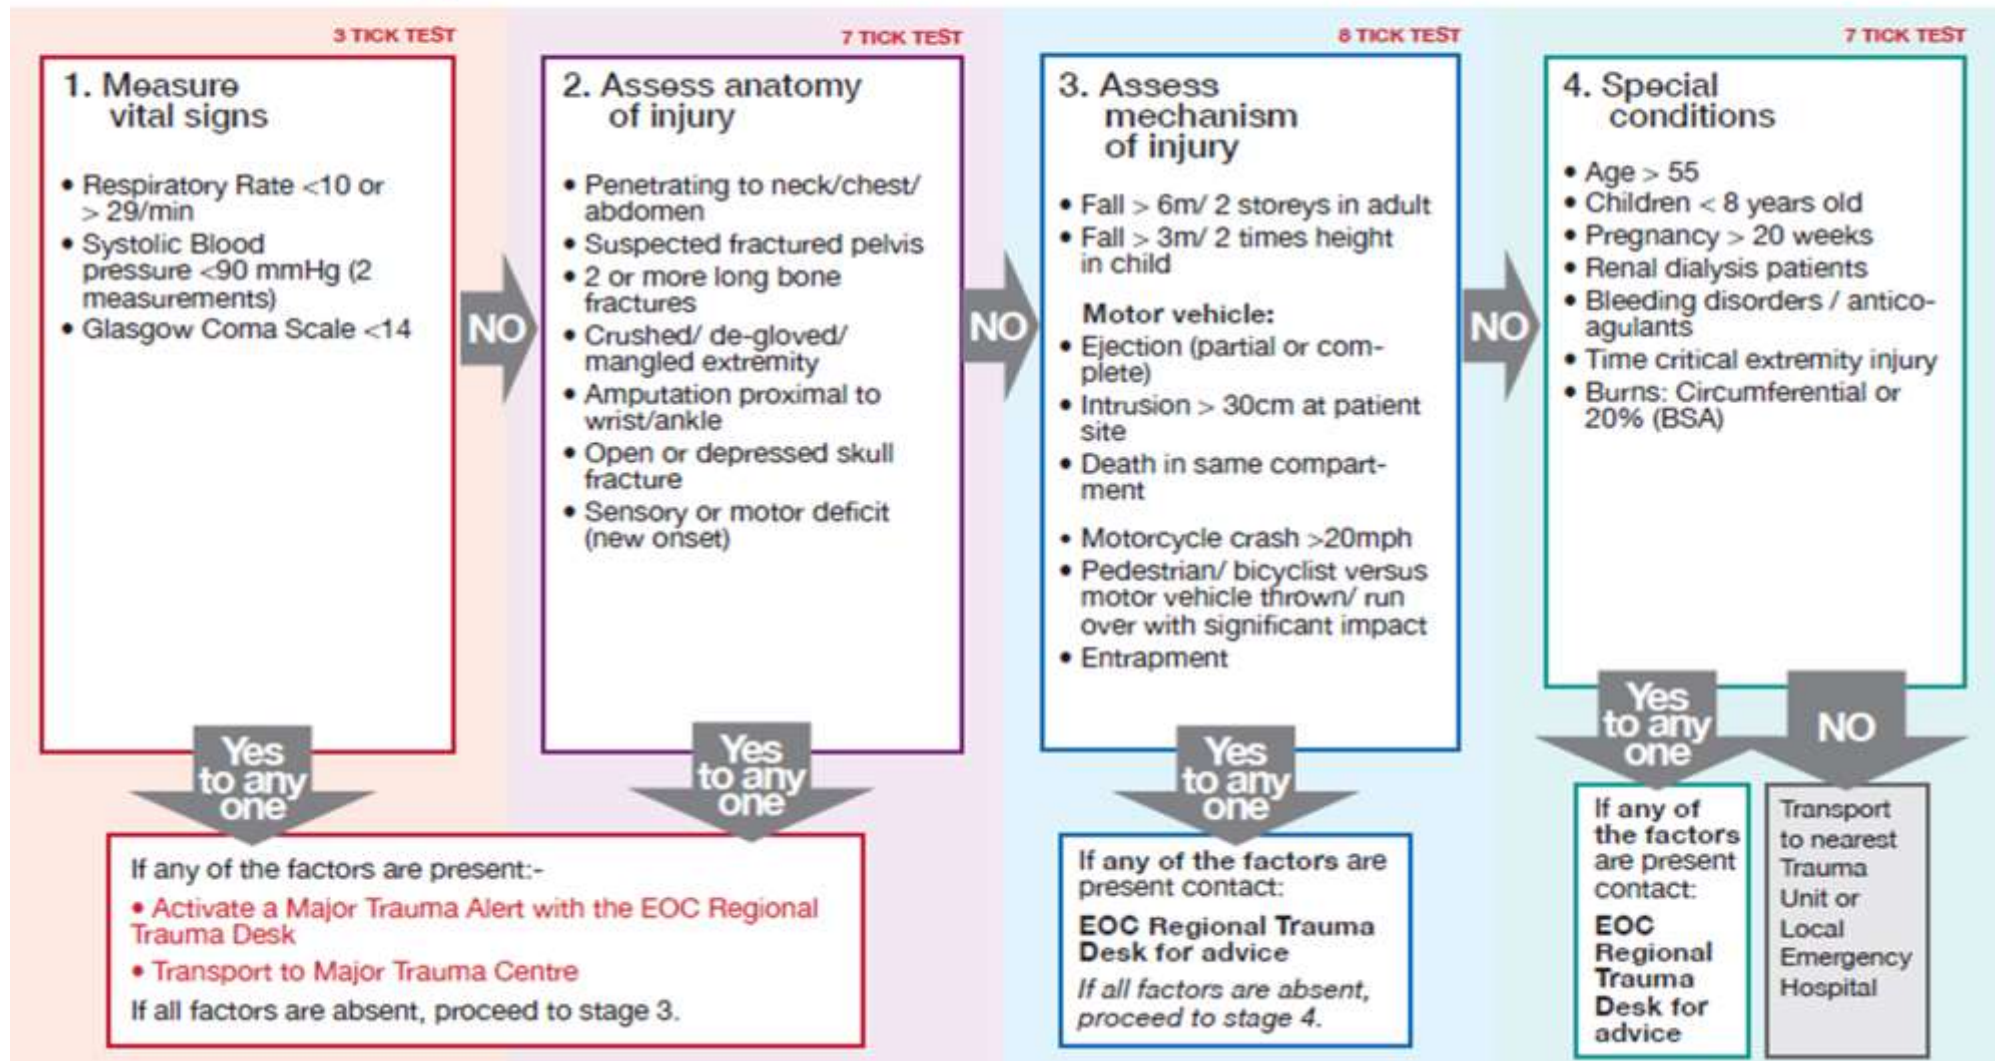 3 TICK TEST
1. Measure
vital signs
• Respiratory Rate <10 or
> 29/min
• Systolic Blood
pressure <90 mmHg (2
measurements)
• Glasgow Coma Scale <14
NO
Yes
to any
one
7 TICK TEST
2. Assess anatomy
of injury
• Penetrating to neck/chest/
abdomen
• Suspected fractured pelvis
• 2 or more long bone
fractures
• Crushed/ de-gloved/
mangled extremity
• Amputation proximal to
wrist/ankle
• Open or depressed skull
fracture
• Sensory or motor deficit
(new onset)
NO
Yes
to any
one
If any of the factors are present:-
• Activate a Major Trauma Alert with the EOC Regional
Trauma Desk
• Transport to Major Trauma Centre
If all factors are absent, proceed to stage 3.
8 TICK TEST
3. Assess
mechanism
of injury
• Fall > 6m/ 2 storeys in adult
• Fall > 3m/ 2 times height
in child
Motor vehicle:
• Ejection (partial or com-
plete)
• Intrusion > 30cm at patient
site
• Death in same compart-
ment
• Motorcycle crash >20mph
• Pedestrian/ bicyclist versus
motor vehicle thrown/ run
over with significant impact
• Entrapment
NO
Yes
to any
one
If any of the factors are
present contact:
EOC Regional Trauma
Desk for advice
If all factors are absent,
proceed to stage 4.
7 TICK TEST
4. Special
conditions
• Age > 55
• Children < 8 years old
• Pregnancy > 20 weeks
• Renal dialysis patients
• Bleeding disorders / antico-
agulants
• Time critical extremity injury
• Burns: Circumferential or
20% (BSA)
Yes
to any
one
If any of
the factors
are present
contact:
EOC
Regional
Trauma
Desk for
advice
NO
Transport
to nearest
Trauma
Unit or
Local
Emergency
Hospital